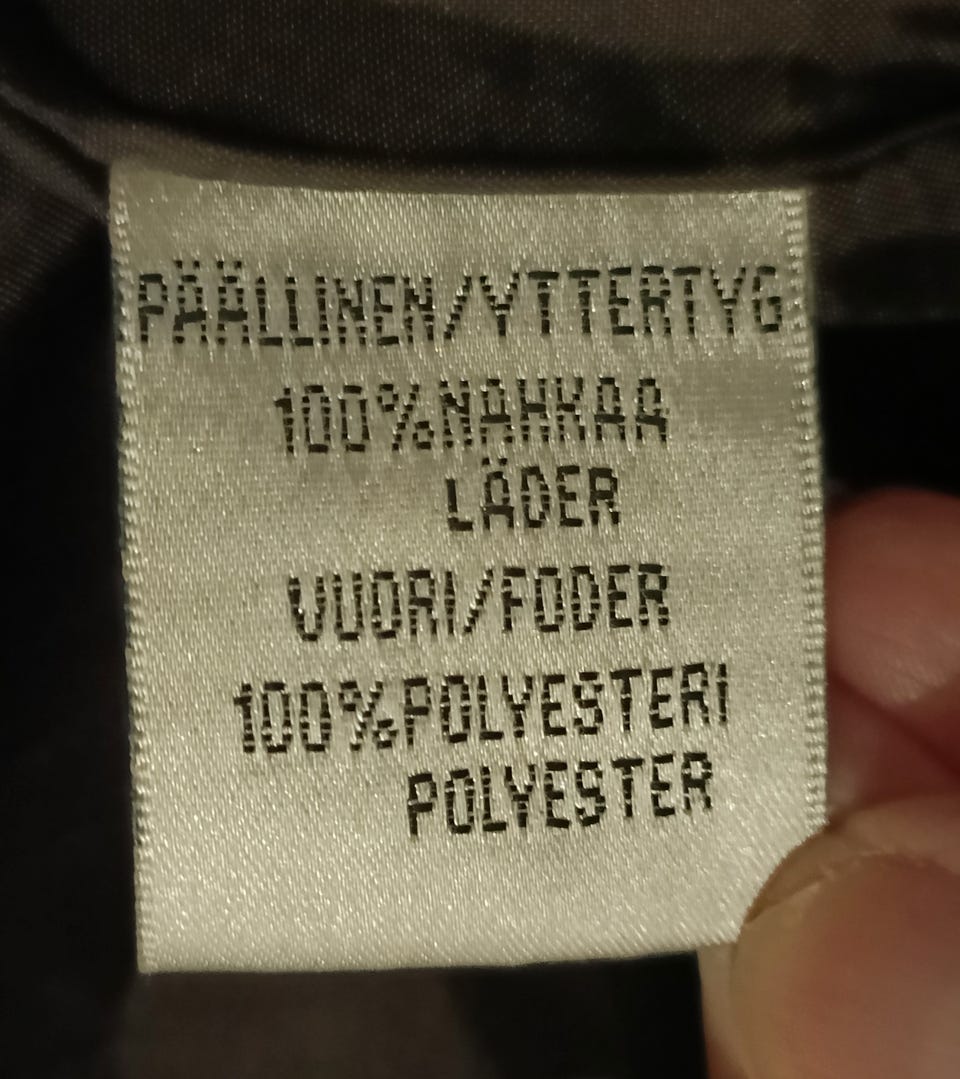 PÄÄLLINEN/YTTERTYG
100%NAHKAA
LÄDER
VUORI/FODER
100%POLYESTERI
POLYESTER